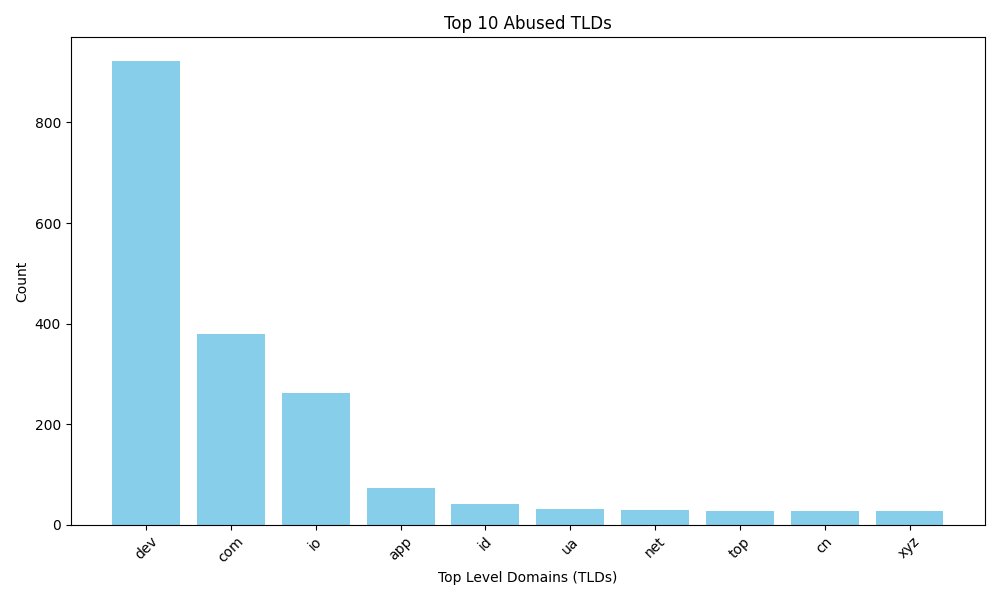 Top 10 Abused TLDs
Count
800
600
400
200
0
dev com io app id ua net top cn xyz
Top Level Domains (TLDs)